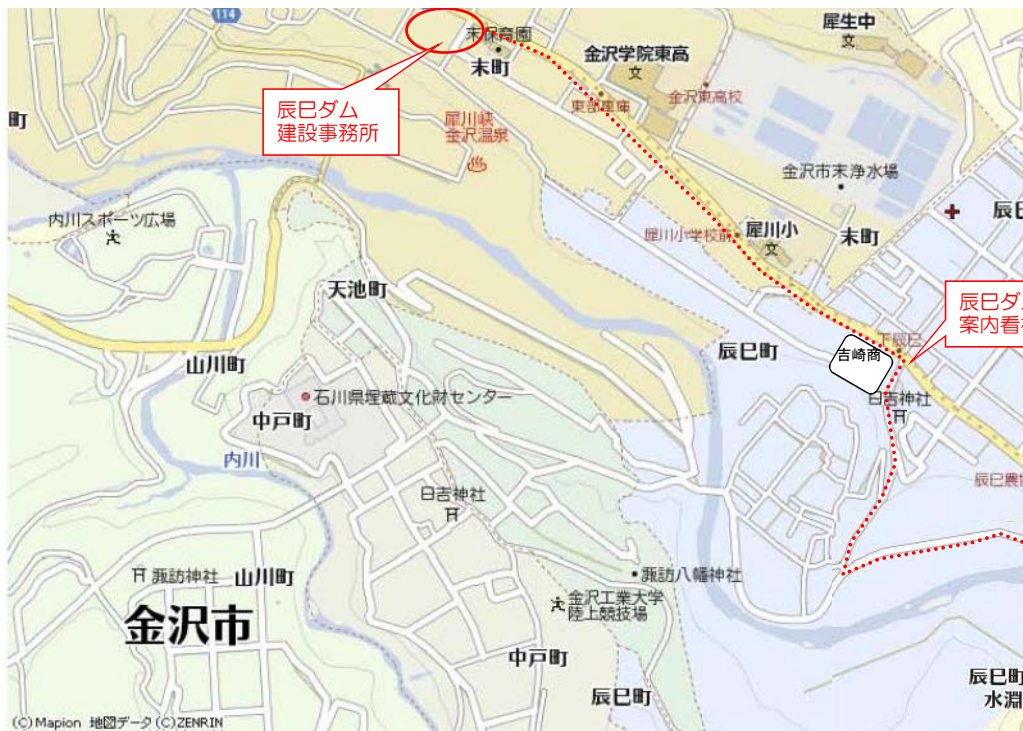 114
末保育園
末町
金沢学院東高
文
犀生中
文
辰巳ダム
建設事務所
犀川峡
金沢温泉
東部車庫
金沢東高校
町
金沢市末浄水場
内川スポーツ広場
犀川小学校前
犀川小
文
末町
辰巳
天池町
辰巳ダ
案内看
下辰巳
吉崎商
辰巳町
山川町
日吉神社
石川県埋蔵文化財センター
中戸町
内川
辰巳農
日吉神社
諏訪神社
山川町
諏訪八幡神社
金沢工業大学
陸上競技場
金沢市
中戸町
辰巳町
辰巳町
水淵
(C)Mapion 地図データ(C)ZENRIN